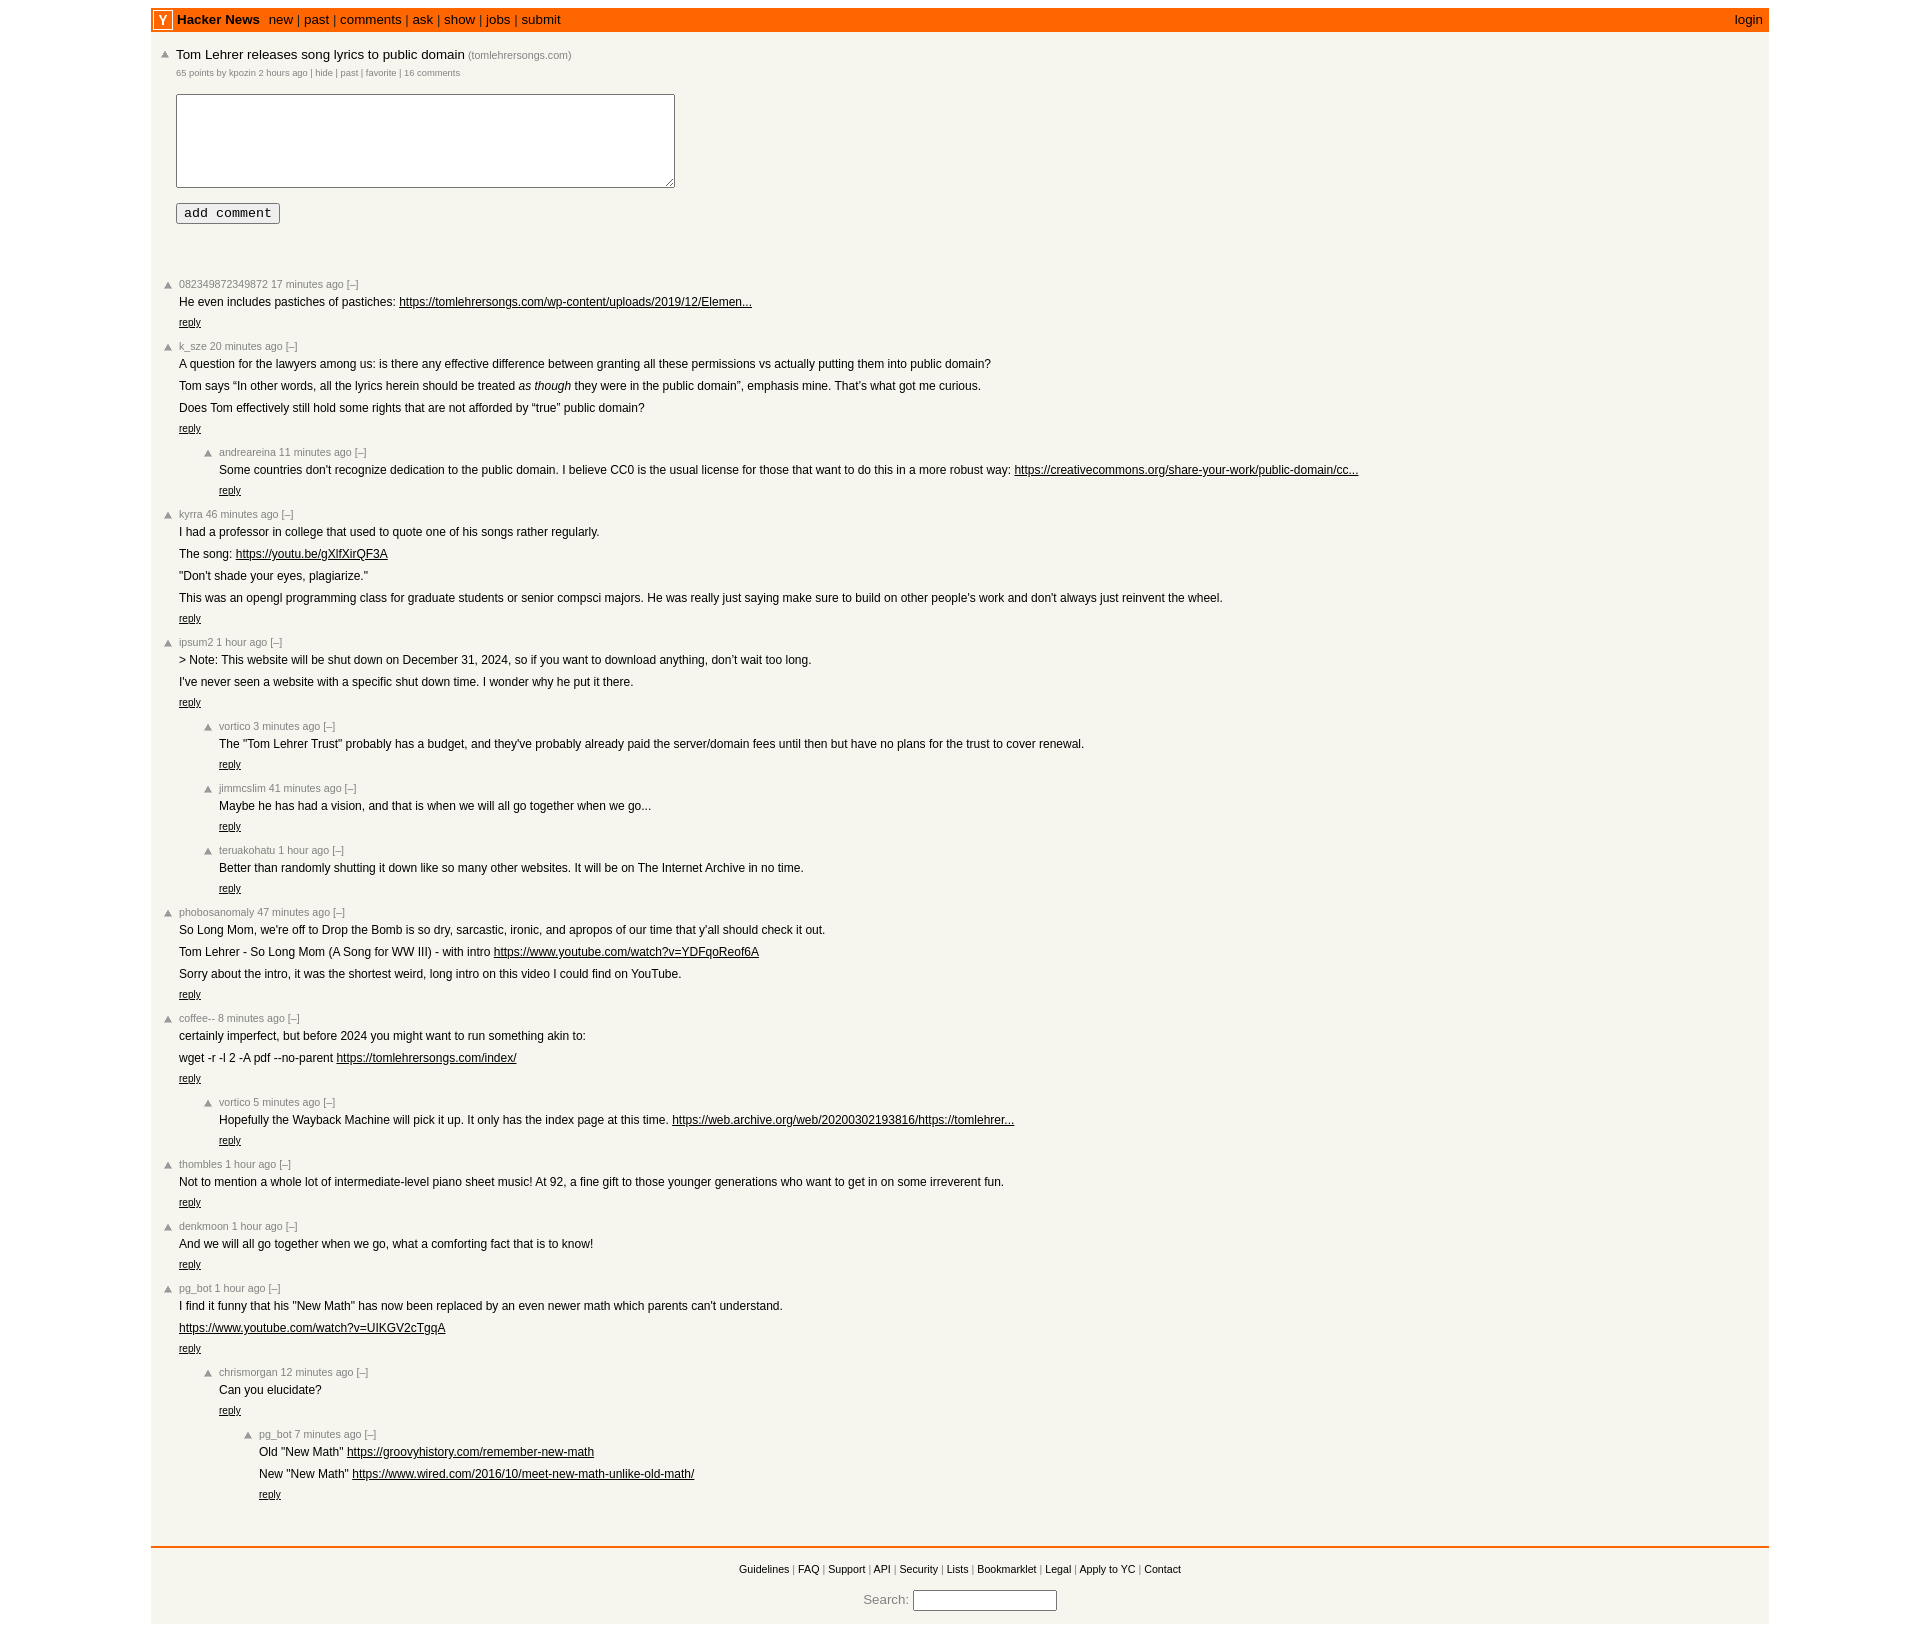 Y Hacker News new | past | comments | ask | show | jobs | submit login
Tom Lehrer releases song lyrics to public domain (tomlehrersongs.com)
65 points by kpozin 2 hours ago | hide | past | favorite | 16 comments
add comment
082349872349872 17 minutes ago [–]
He even includes pastiches of pastiches: https://tomlehrersongs.com/wp-content/uploads/2019/12/Elemen...
reply
k_sze 20 minutes ago [–]
A question for the lawyers among us: is there any effective difference between granting all these permissions vs actually putting them into public domain?
Tom says “In other words, all the lyrics herein should be treated as though they were in the public domain”, emphasis mine. That’s what got me curious.
Does Tom effectively still hold some rights that are not afforded by “true” public domain?
reply
andreareina 11 minutes ago [–]
Some countries don't recognize dedication to the public domain. I believe CC0 is the usual license for those that want to do this in a more robust way: https://creativecommons.org/share-your-work/public-domain/cc...
reply
kyrra 46 minutes ago [–]
I had a professor in college that used to quote one of his songs rather regularly.
The song: https://youtu.be/gXlfXirQF3A
"Don't shade your eyes, plagiarize."
This was an opengl programming class for graduate students or senior compsci majors. He was really just saying make sure to build on other people's work and don't always just reinvent the wheel.
reply
ipsum2 1 hour ago [–]
> Note: This website will be shut down on December 31, 2024, so if you want to download anything, don’t wait too long.
I've never seen a website with a specific shut down time. I wonder why he put it there.
reply
vortico 3 minutes ago [–]
The "Tom Lehrer Trust" probably has a budget, and they've probably already paid the server/domain fees until then but have no plans for the trust to cover renewal.
reply
jimmcslim 41 minutes ago [–]
Maybe he has had a vision, and that is when we will all go together when we go...
reply
teruakohatu 1 hour ago [–]
Better than randomly shutting it down like so many other websites. It will be on The Internet Archive in no time.
reply
phobosanomaly 47 minutes ago [–]
So Long Mom, we're off to Drop the Bomb is so dry, sarcastic, ironic, and apropos of our time that y'all should check it out.
Tom Lehrer - So Long Mom (A Song for WW III) - with intro https://www.youtube.com/watch?v=YDFqoReof6A
Sorry about the intro, it was the shortest weird, long intro on this video I could find on YouTube.
reply
coffee-- 8 minutes ago [–]
certainly imperfect, but before 2024 you might want to run something akin to:
wget -r -l 2 -A pdf --no-parent https://tomlehrersongs.com/index/
reply
vortico 5 minutes ago [–]
Hopefully the Wayback Machine will pick it up. It only has the index page at this time. https://web.archive.org/web/20200302193816/https://tomlehrer...
reply
thombles 1 hour ago [–]
Not to mention a whole lot of intermediate-level piano sheet music! At 92, a fine gift to those younger generations who want to get in on some irreverent fun.
reply
denkmoon 1 hour ago [–]
And we will all go together when we go, what a comforting fact that is to know!
reply
pg_bot 1 hour ago [–]
I find it funny that his "New Math" has now been replaced by an even newer math which parents can't understand.
https://www.youtube.com/watch?v=UIKGV2cTgqA
reply
chrismorgan 12 minutes ago [–]
Can you elucidate?
reply
pg_bot 7 minutes ago [–]
Old "New Math" https://groovyhistory.com/remember-new-math
New "New Math" https://www.wired.com/2016/10/meet-new-math-unlike-old-math/
reply
Guidelines | FAQ | Support | API | Security | Lists | Bookmarklet | Legal | Apply to YC | Contact
Search: